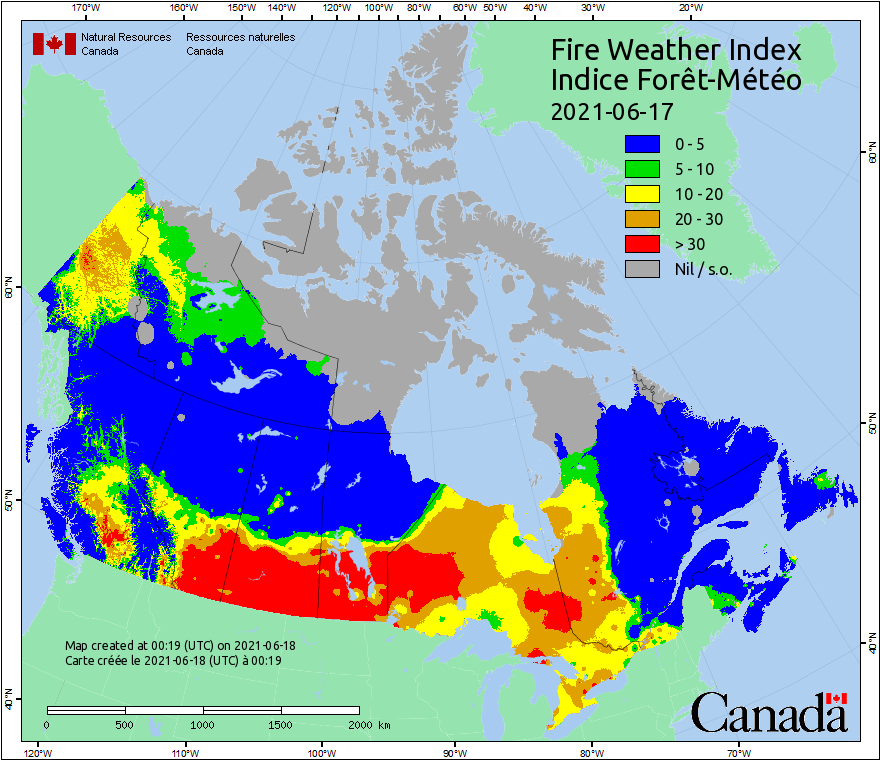 170°W 160°W 150°W 140°W 120°W 100°W 80°W 60°W 50°W 40°W 30°W 20°W
Natural Resources Ressources naturelles
Canada Canada
Fire Weather Index
Indice Forêt-Météo
2021-06-17
0 - 5
5 - 10
10 - 20
20 - 30
> 30
Nil / s.o.
60°N
60°N
50°N
50°N
40°N
40°N
Map created at 00:19 (UTC) on 2021-06-18
Carte créée le 2021-06-18 (UTC) à 00:19
0 500 1000 1500 2000 km
Canada
120°W 110°W 100°W 90°W 80°W 70°W